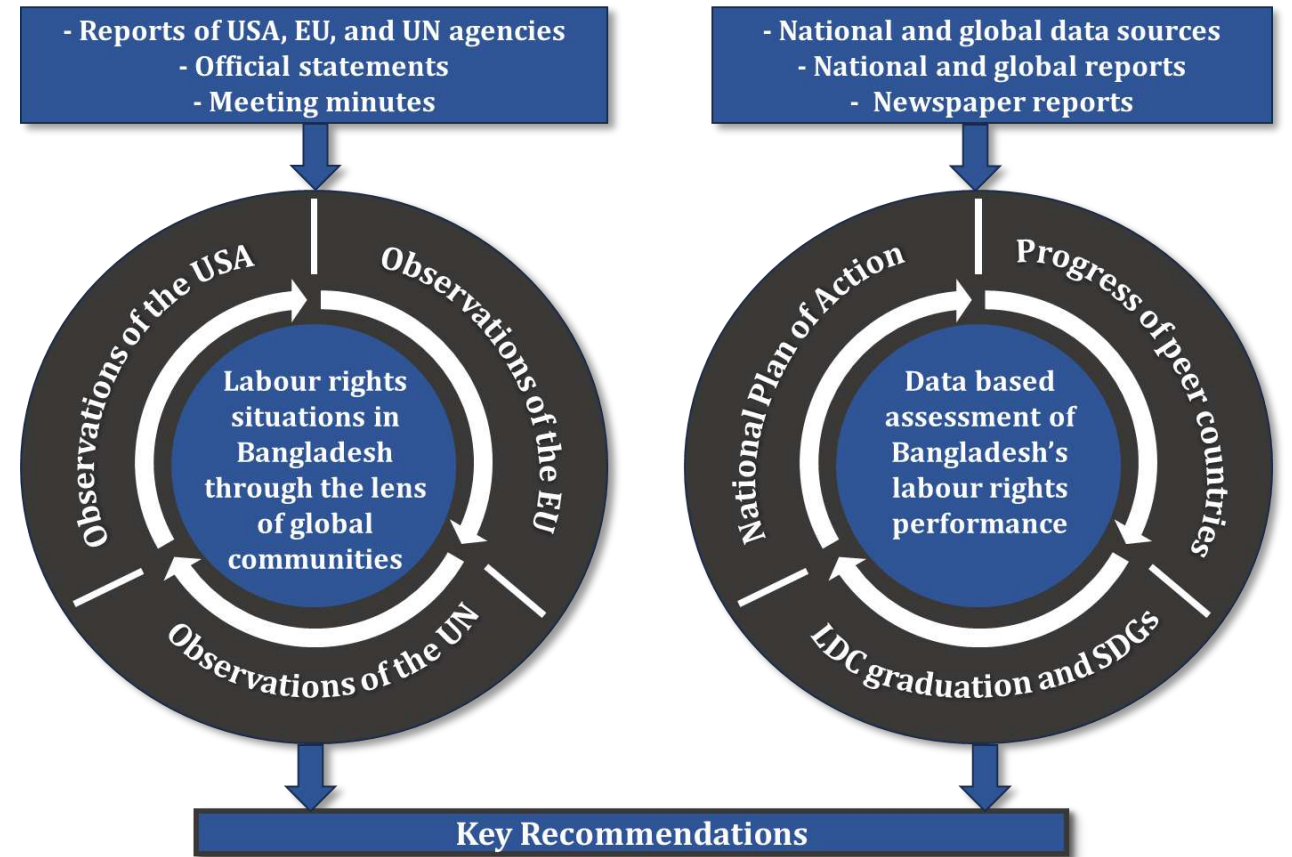 - Reports of USA, EU, and UN agencies
- Official statements
- Meeting minutes
Observations of the USA
Observations of the EU
Observations of the UN
Labour rights
situations in
Bangladesh
through the lens
of global
communities
- National and global data sources
- National and global reports
- Newspaper reports
National Plan of Action
Progress of peer countries
LDC graduation and SDGs
Data based
assessment of
Bangladesh’s
labour rights
performance
Key Recommendations